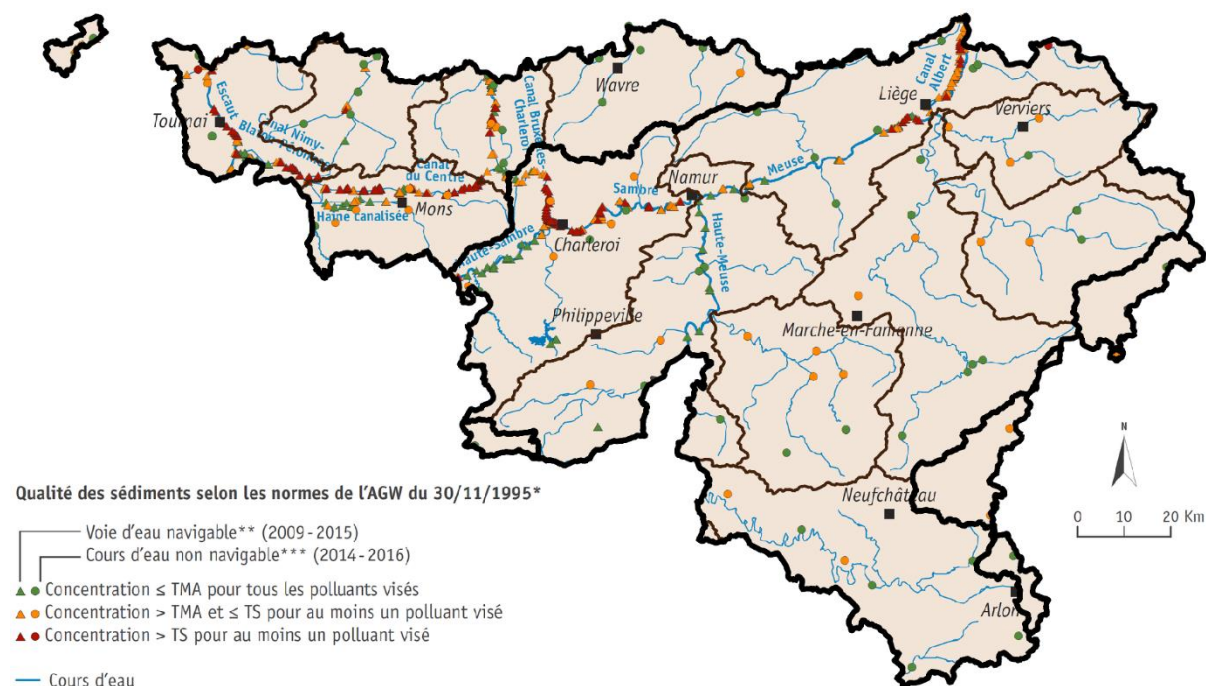 Wavre
Canal
Albert
Liège
Verviers
Escaut
Tournai
Canal Nimy-
Blaton-Péronnes
Canal Bruxelles-
Charleroi
Canal
du Centre
Mons
Haine canalisée
Meuse
Namur
Sambre
Charleroi
Haute-Sambre
Haute-Meuse
Philippeville
Marche-en-Famenne
Neufchâteau
Arlon
N
0 10 20 Km
Qualité des sédiments selon les normes de l'AGW du 30/11/1995*
Voie d'eau navigable** (2009-2015)
Cours d'eau non navigable*** (2014-2016)
Concentration ≤ TMA pour tous les polluants visés
Concentration > TMA et ≤ TS pour au moins un polluant visé
Concentration > TS pour au moins un polluant visé
Cours d'eau